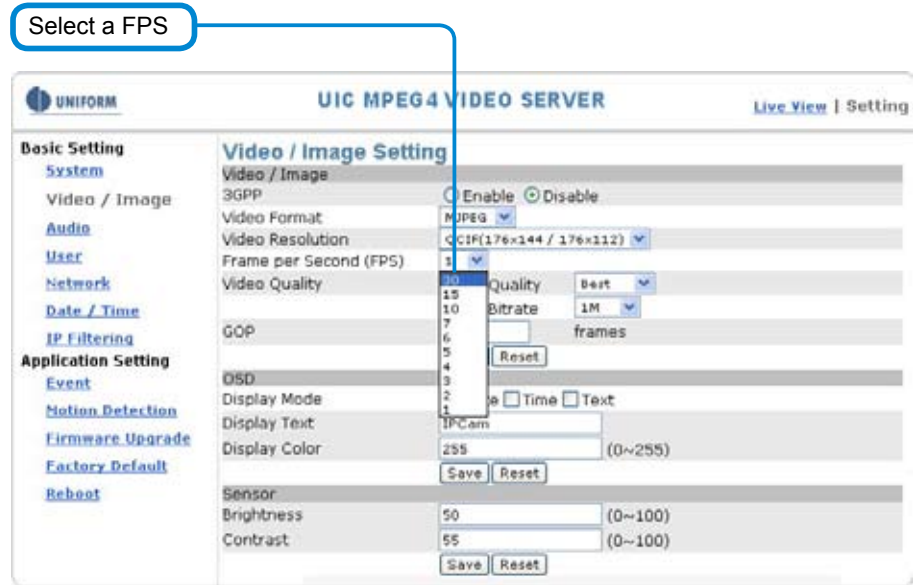 Select a FPS
UNIFORM
UIC MPEG4 VIDEO SERVER
Live View | Setting
Basic Setting
System
Video / Image
Audio
User
Network
Date / Time
IP Filtering
Application Setting
Event
Motion Detection
Firmware Upgrade
Factory Default
Reboot
Video / Image Setting
Video / Image
3GPP Enable Disable
Video Format MJPEG
Video Resolution QCIF(176x144 / 176x112)
Frame per Second (FPS)
30
15
10
7
6
5
4
3
2
1
Video Quality Quality Best
Bitrate 1M
GOP frames
Reset
OSD
Display Mode Time Text
Display Text IPCam
Display Color 255 (0~255)
Save Reset
Sensor
Brightness 50 (0~100)
Contrast 55 (0~100)
Save Reset